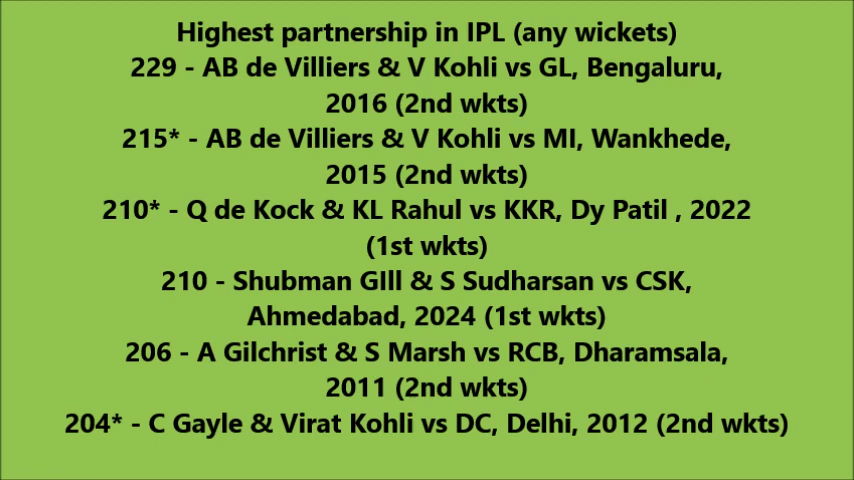 Highest partnership in IPL (any wickets)
229 - AB de Villiers & V Kohli vs GL, Bengaluru,
2016 (2nd wkts)
215* - AB de Villiers & V Kohli vs MI, Wankhede,
2015 (2nd wkts)
210* - Q de Kock & KL Rahul vs KKR, Dy Patil , 2022
(1st wkts)
210 - Shubman GIll & S Sudharsan vs CSK,
Ahmedabad, 2024 (1st wkts)
206 - A Gilchrist & S Marsh vs RCB, Dharamsala,
2011 (2nd wkts)
204* - C Gayle & Virat Kohli vs DC, Delhi, 2012 (2nd wkts)